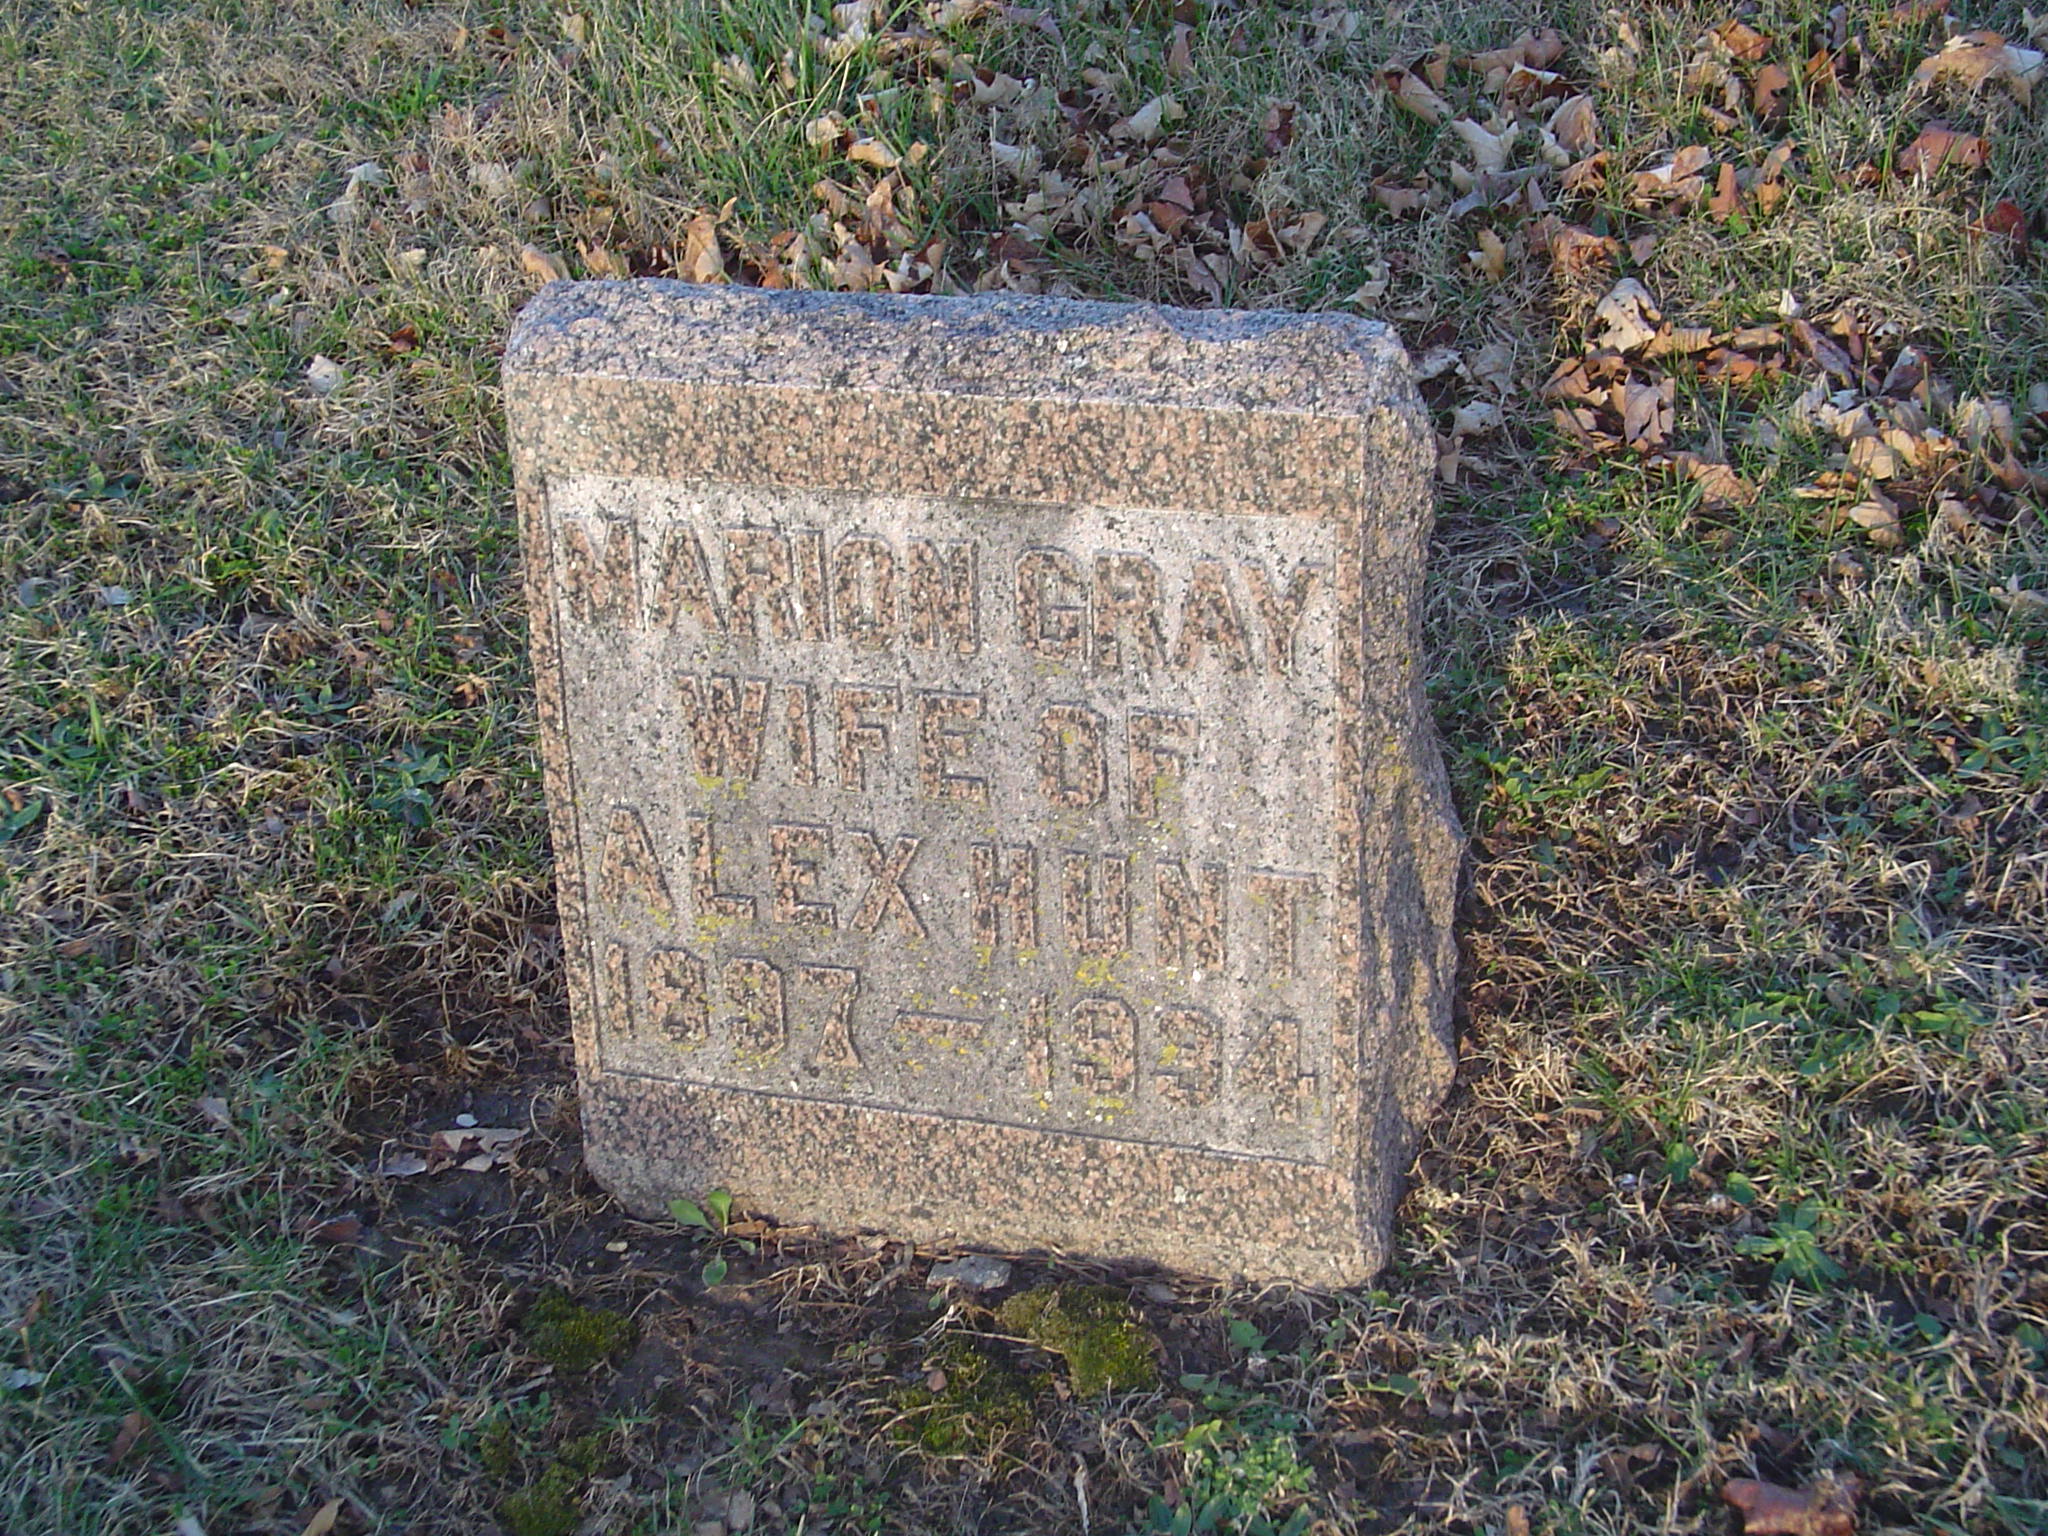 MARION GRAY
WIFE OF
ALEX HUNT
1897 – 1934